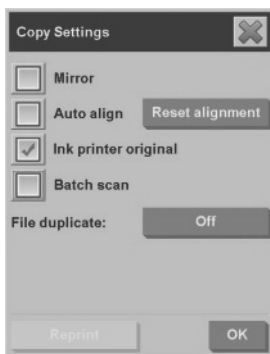 Copy Settings
Mirror
Auto align Reset alignment
Ink printer original
Batch scan
File duplicate: Off
Reprint OK